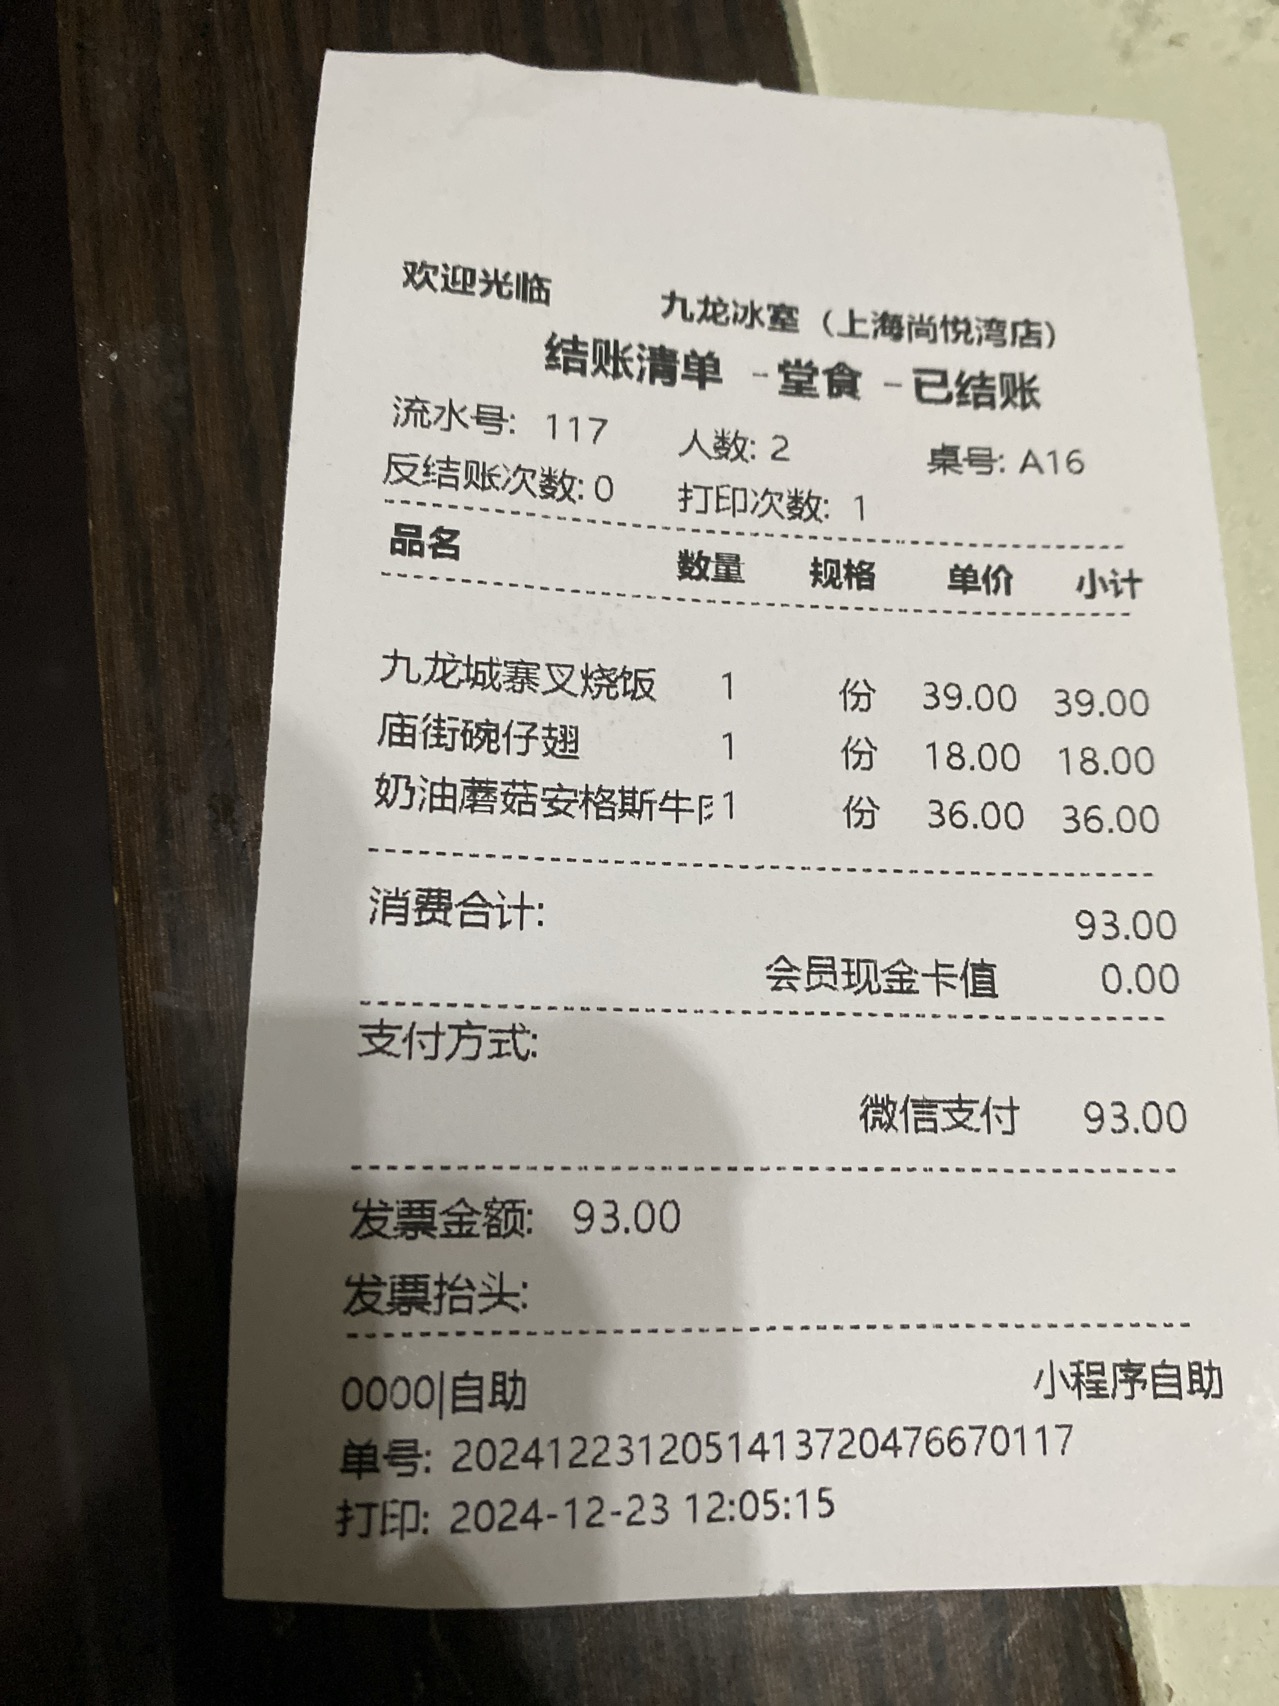 欢迎光临 九龙冰室（上海尚悦湾店）
结账清单 - 堂食 - 已结账
流水号: 117 人数: 2 桌号: A16
反结账次数: 0 打印次数: 1
品名 数量 规格 单价 小计
九龙城寨叉烧饭 1 份 39.00 39.00
庙街碗仔翅 1 份 18.00 18.00
奶油蘑菇安格斯牛 1 份 36.00 36.00
消费合计: 93.00
会员现金卡值 0.00
支付方式:
微信支付 93.00
发票金额: 93.00
发票抬头:
0000|自助 小程序自助
单号: 20241223120514137204766​70117
打印: 2024-12-23 12:05:15